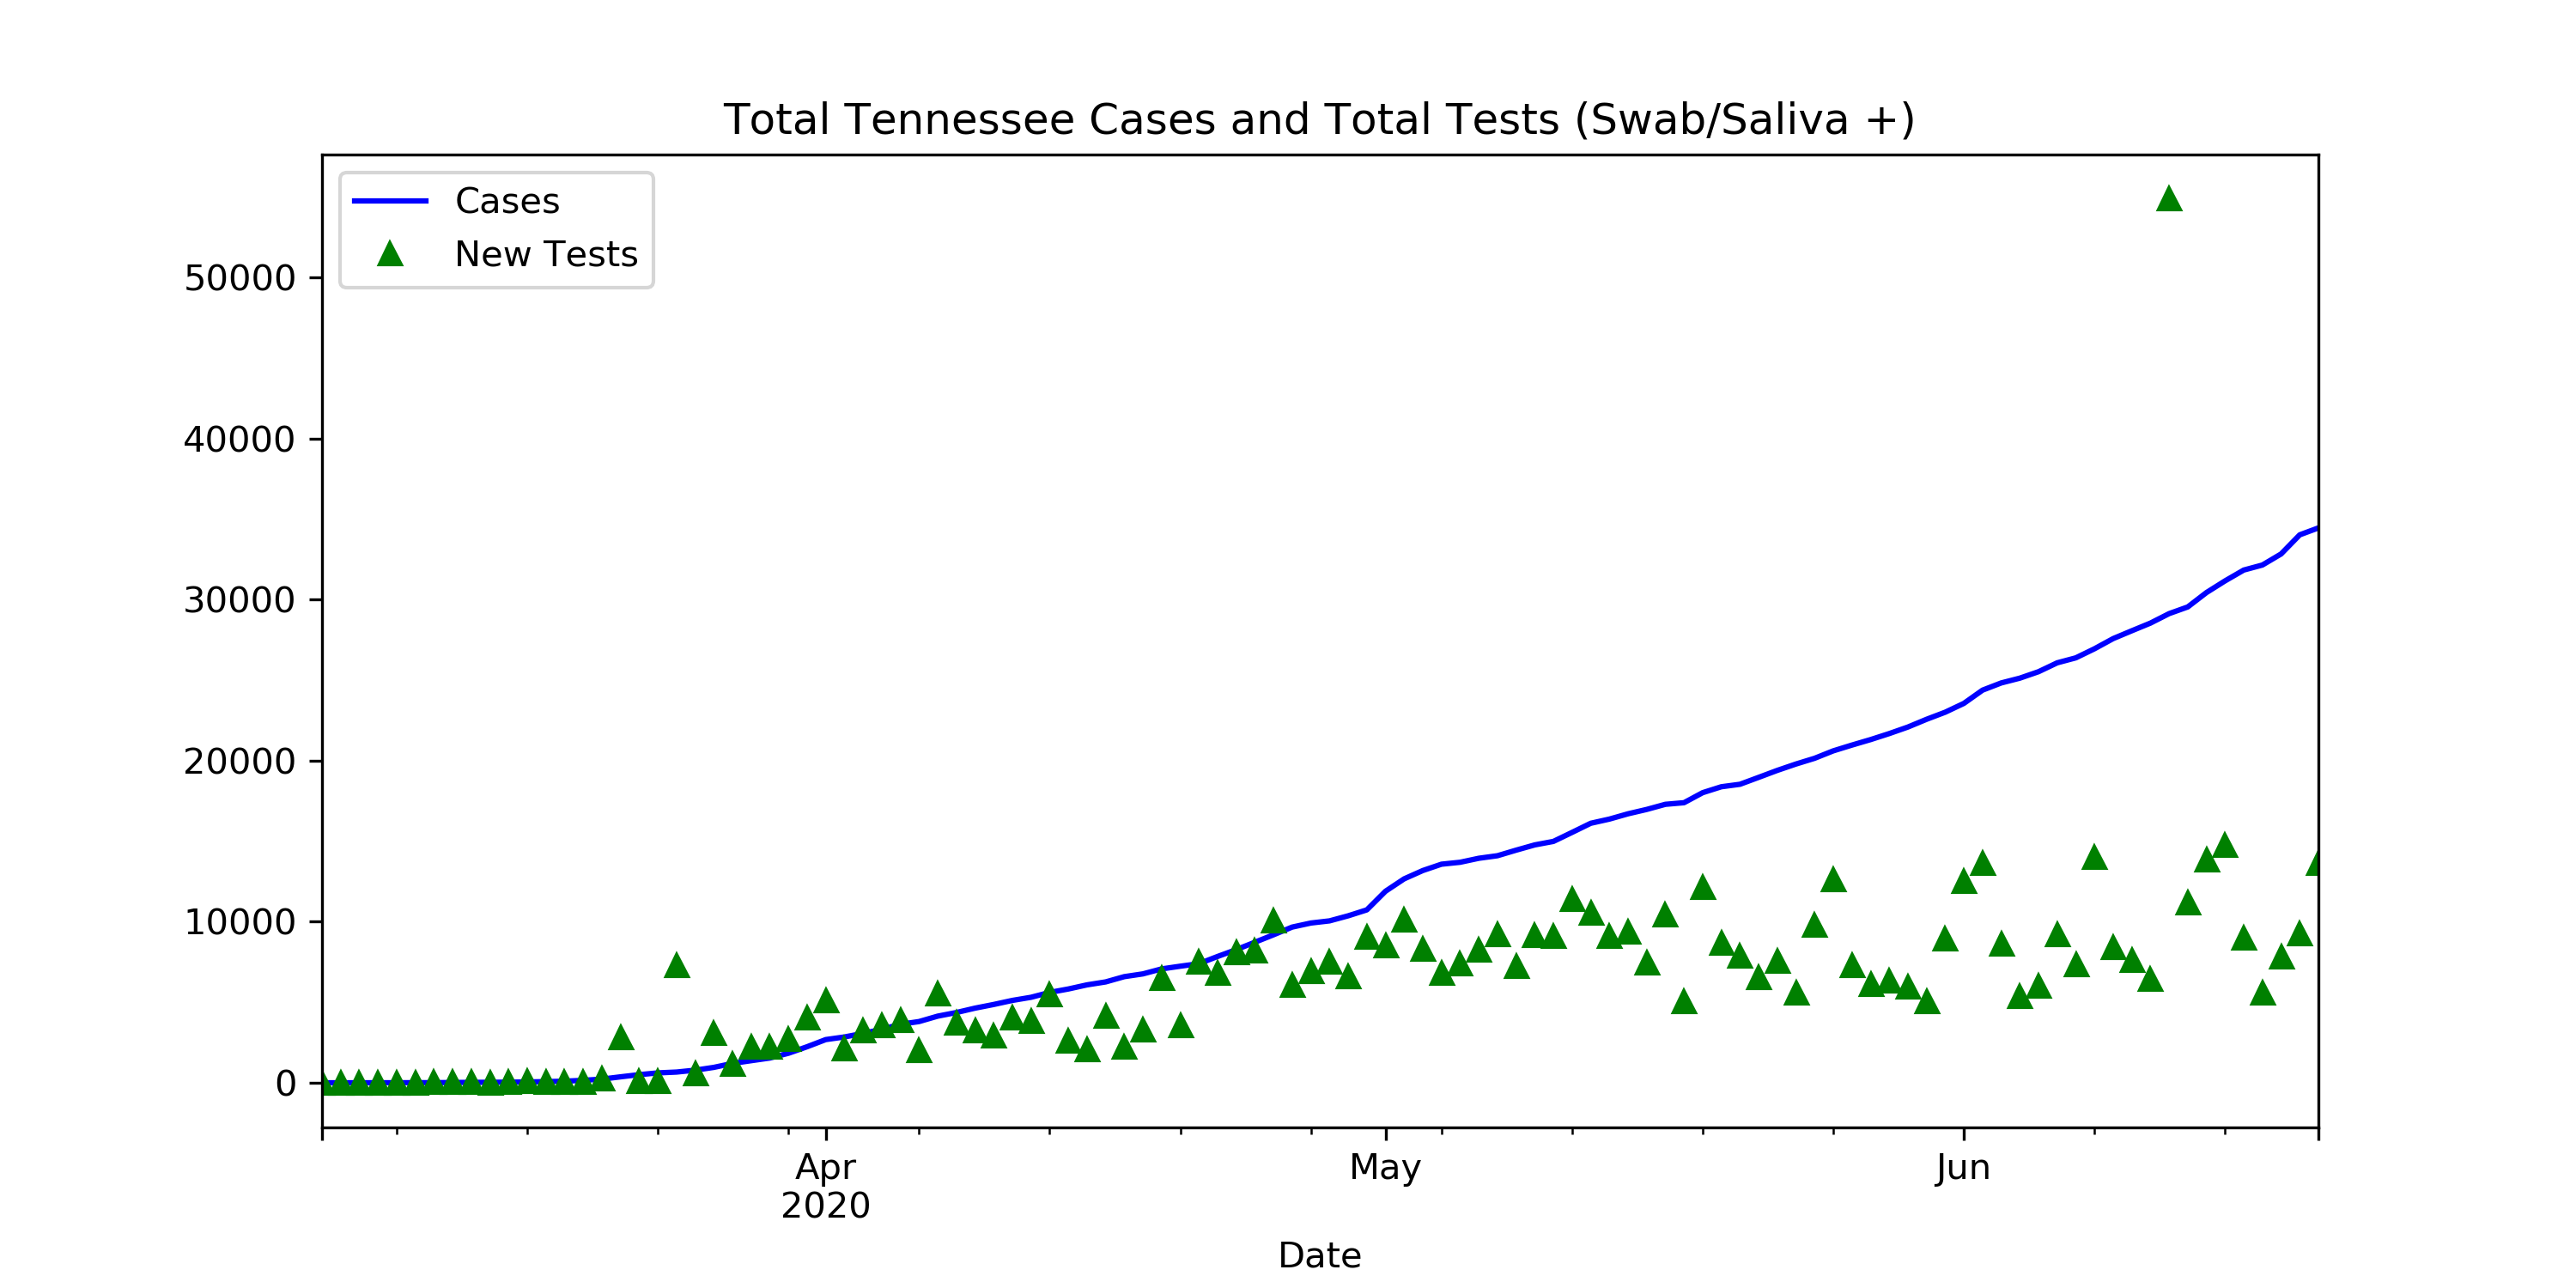 Total Tennessee Cases and Total Tests (Swab/Saliva +)
Cases
New Tests
50000
40000
30000
20000
10000
0
Apr
2020
May
Jun
Date